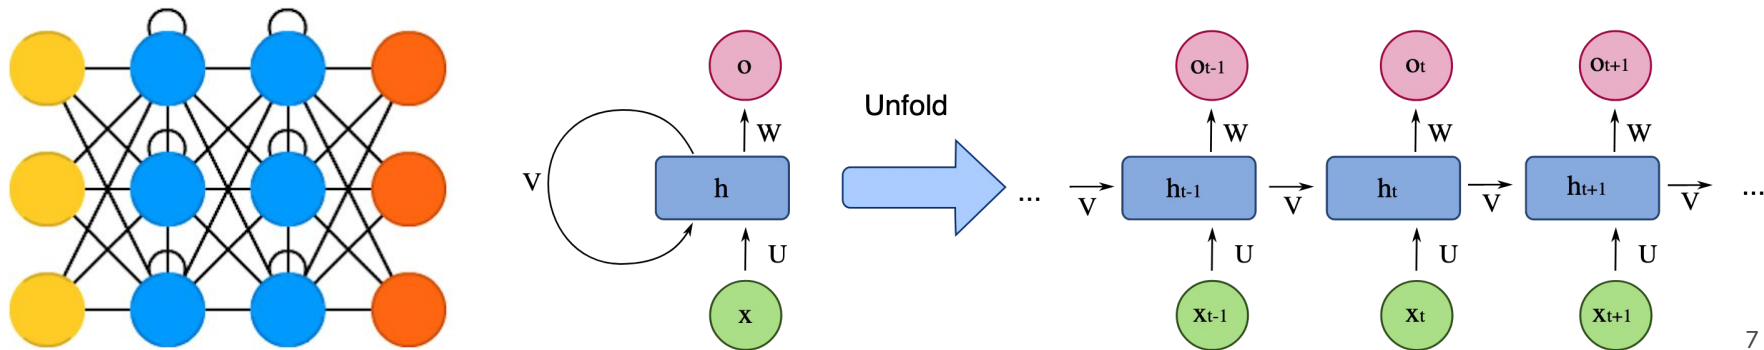 o
Ot-1
Ot
Ot+1
Unfold
W
W
W
W
V
h
...
V
ht-1
V
ht
V
ht+1
V
...
U
U
U
U
x
Xt-1
Xt
Xt+1
7